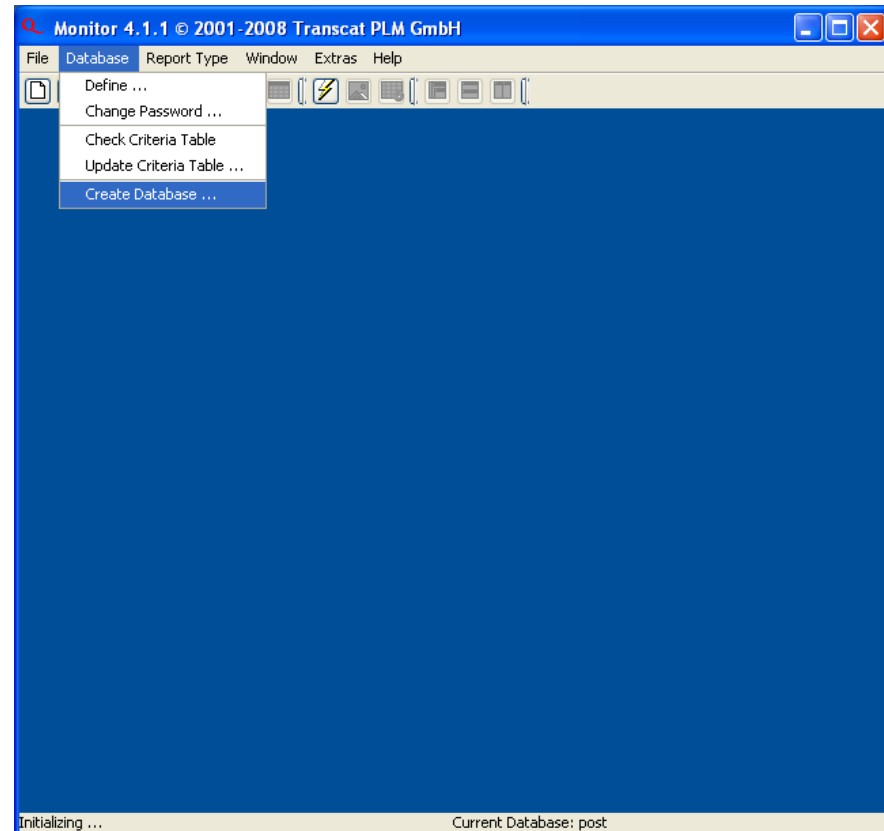 Monitor 4.1.1 © 2001-2008 Transcat PLM GmbH
File Database Report Type Window Extras Help
Define ...
Change Password ...
Check Criteria Table
Update Criteria Table ...
Create Database ...
Initializing ... Current Database: post